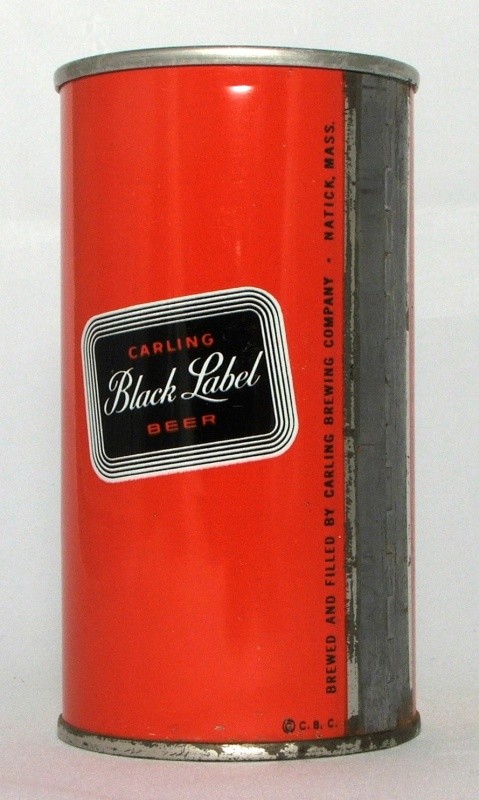 CARLING
Black Label
BEER
BREWED AND FILLED BY CARLING BREWING COMPANY • NATICK, MASS.
© C. B. C.